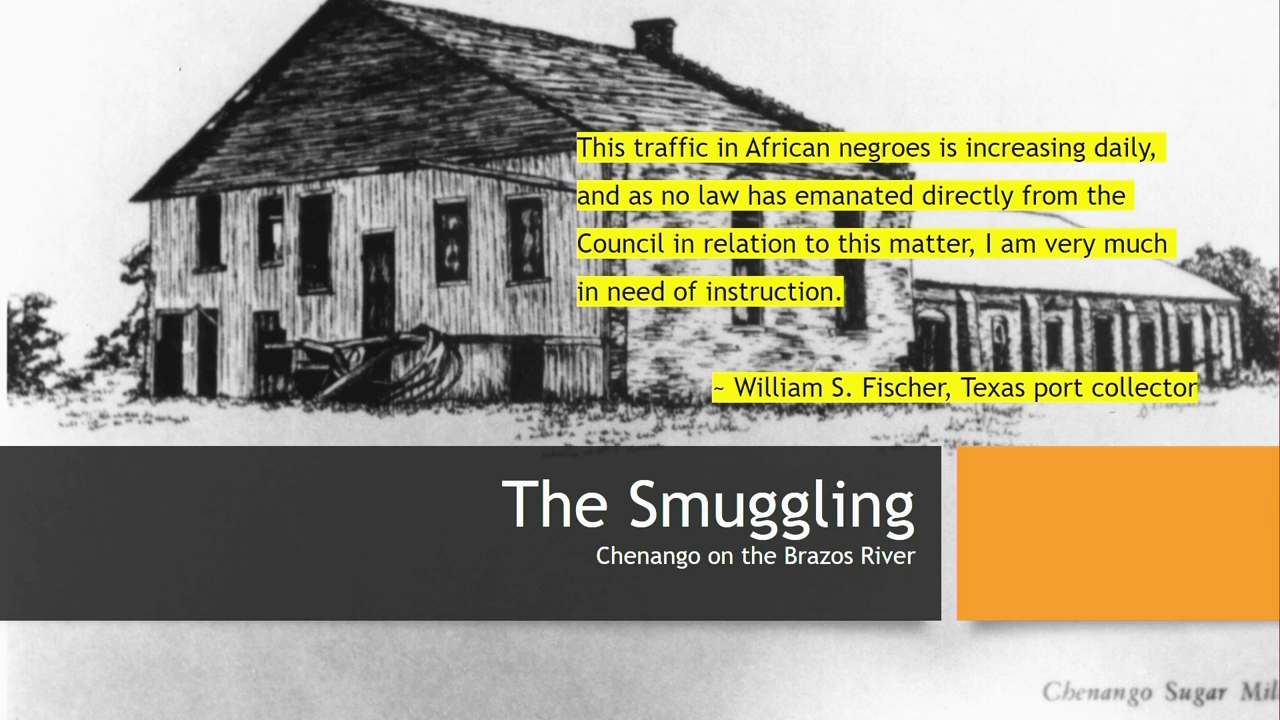 This traffic in African negroes is increasing daily,
and as no law has emanated directly from the
Council in relation to this matter, I am very much
in need of instruction.
~ William S. Fischer, Texas port collector
The Smuggling
Chenango on the Brazos River
Chenango Sugar Mil